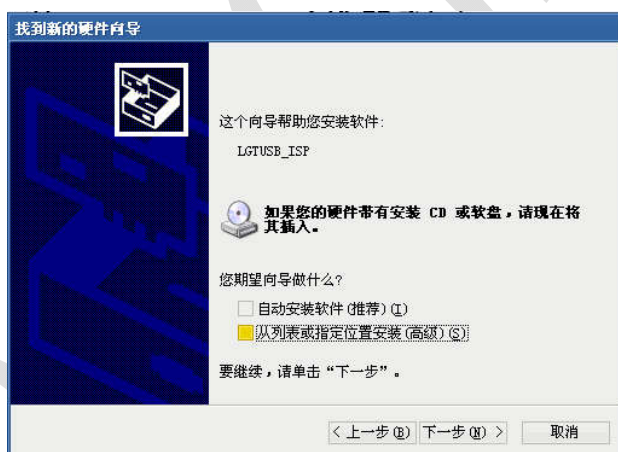 找到新的硬件向导
这个向导帮助您安装软件:
LGTUSB_ISP
如果您的硬件带有安装 CD 或软盘，请现在将
其插入。
您期望向导做什么?
自动安装软件(推荐)(I)
从列表或指定位置安装(高级)(S)
要继续，请单击“下一步”。
< 上一步(B) 下一步(N) > 取消